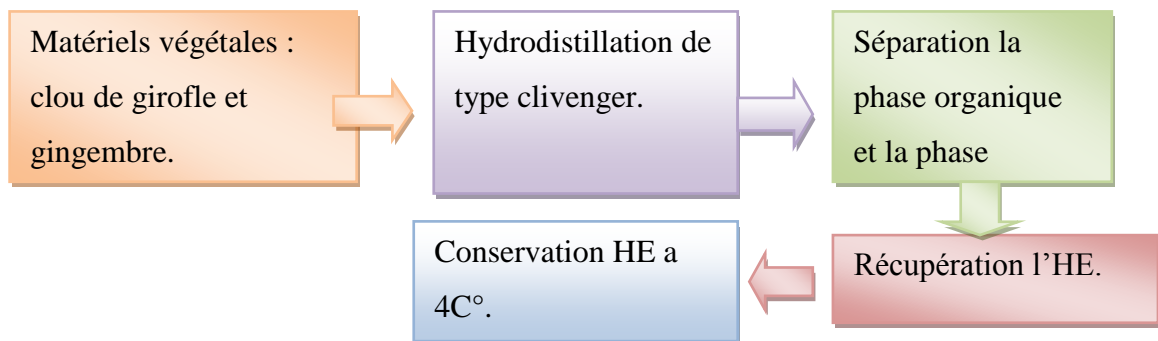 Matériels végétales :
clou de girofle et
gingembre.
Hydrodistillation de
type clivenger.
Séparation la
phase organique
et la phase
Récupération l’HE.
Conservation HE a
4C°.